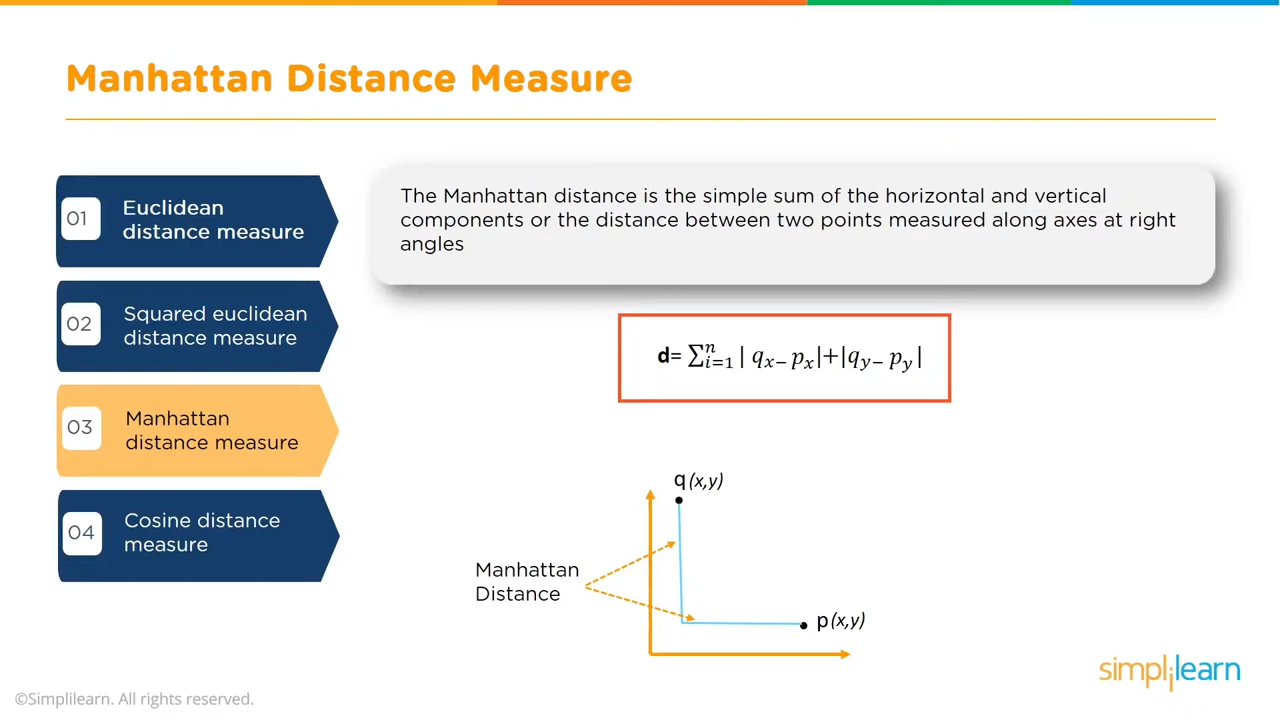 Manhattan Distance Measure
01
Euclidean
distance measure
02
Squared euclidean
distance measure
03
Manhattan
distance measure
04
Cosine distance
measure
The Manhattan distance is the simple sum of the horizontal and vertical
components or the distance between two points measured along axes at right
angles
d= ∑ⁿᵢ₌₁ | qₓ₋ pₓ|+|q_y₋ p_y|
q(x,y)
Manhattan
Distance
p(x,y)
simplilearn
©Simplilearn. All rights reserved.